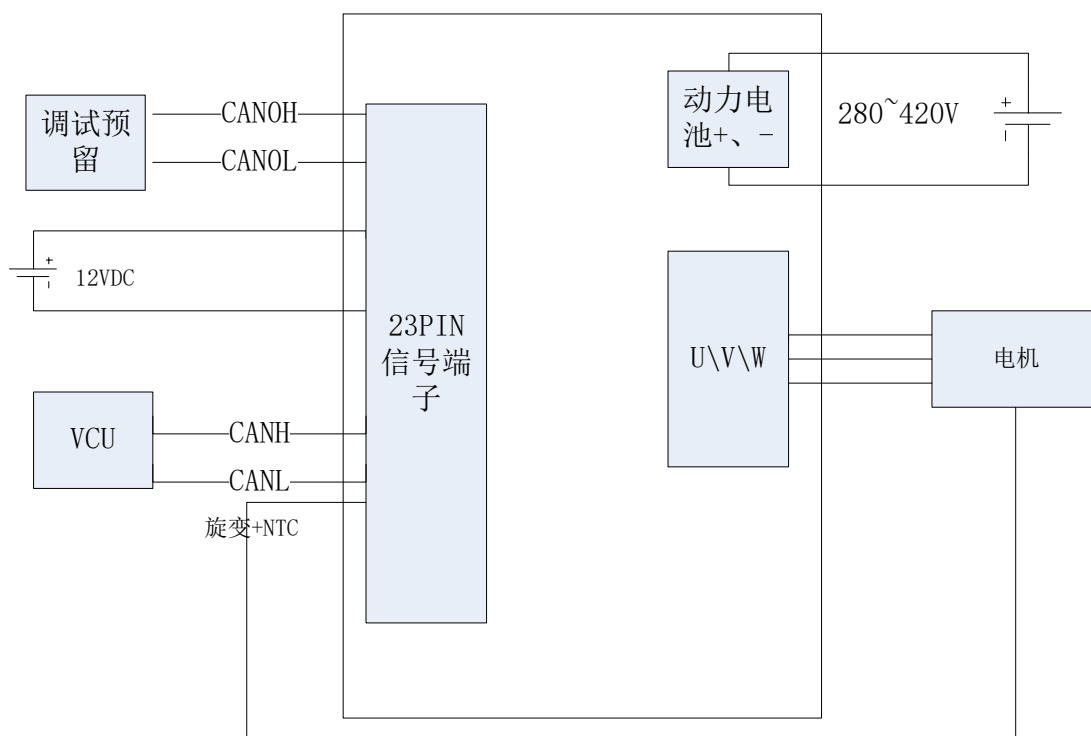 调试预
留
CANOH
CANOL
动力电
池+、-
280~420V
+
-
+
-
12VDC
23PIN
信号端
子
U\V\W
电机
VCU
CANH
CANL
旋变+NTC